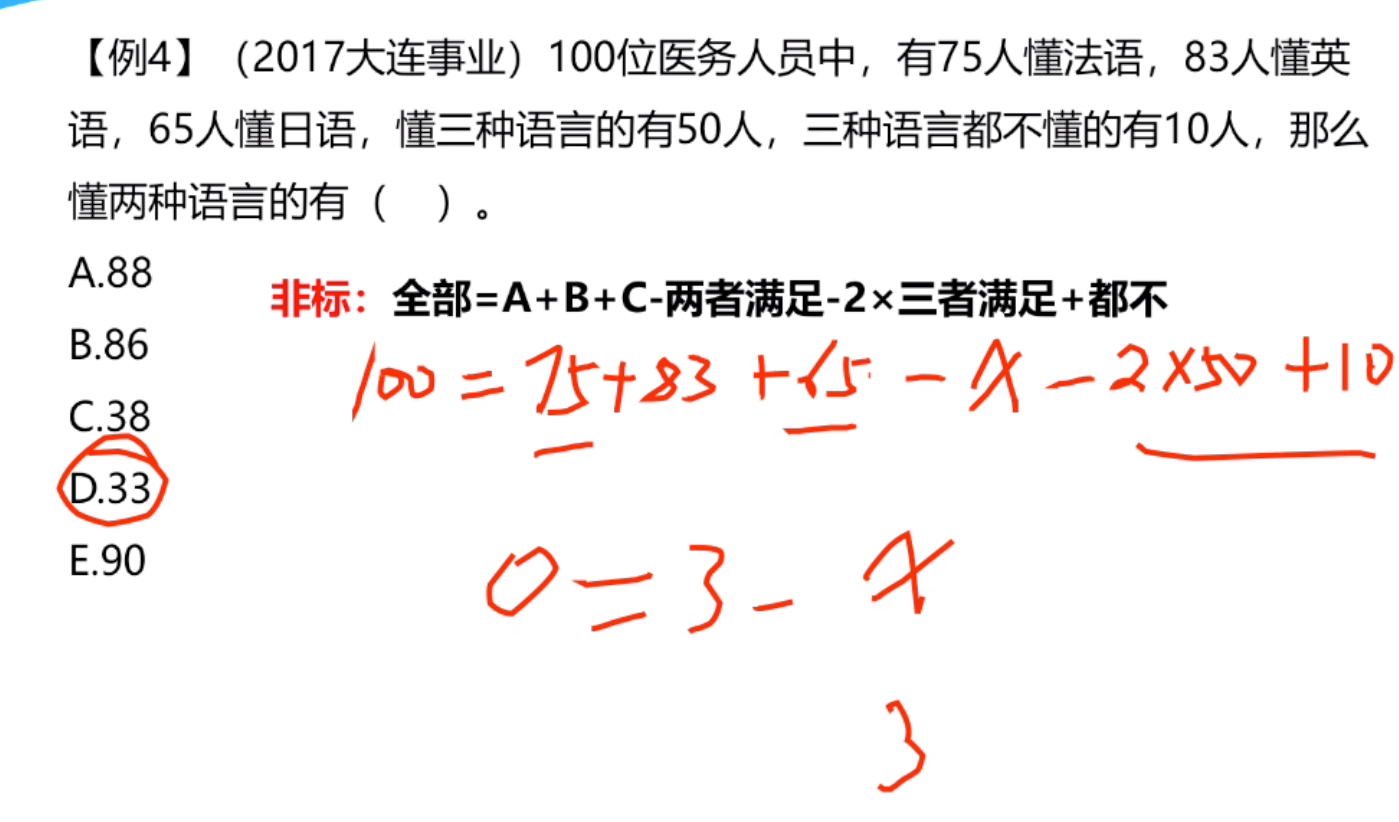 【例4】（2017大连事业）100位医务人员中，有75人懂法语，83人懂英
语，65人懂日语，懂三种语言的有50人，三种语言都不懂的有10人，那么
懂两种语言的有（　）。
A.88
非标：全部=A+B+C-两者满足-2×三者满足+都不
B.86
100 = 75+83+65-x-2×50+10
C.38
D.33
E.90
0=3-x
3